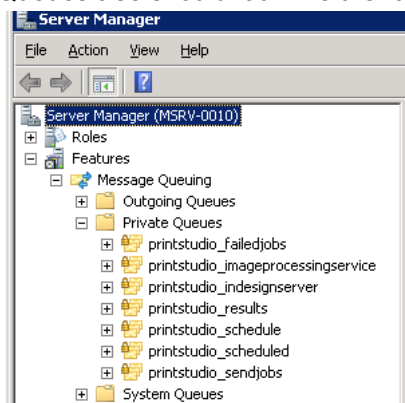 Server Manager
File Action View Help
Server Manager (MSRV-0010)
Roles
Features
Message Queuing
Outgoing Queues
Private Queues
printstudio_failedjobs
printstudio_imageprocessingservice
printstudio_indesignserver
printstudio_results
printstudio_schedule
printstudio_scheduled
printstudio_sendjobs
System Queues